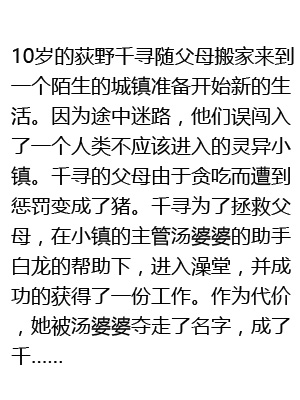 10岁的荻野千寻随父母搬家来到
一个陌生的城镇准备开始新的生
活。因为途中迷路，他们误闯入
了一个人类不应该进入的灵异小
镇。千寻的父母由于贪吃而遭到
惩罚变成了猪。千寻为了拯救父
母，在小镇的主管汤婆婆的助手
白龙的帮助下，进入澡堂，并成
功的获得了一份工作。作为代价
，她被汤婆婆夺走了名字，成了
千……